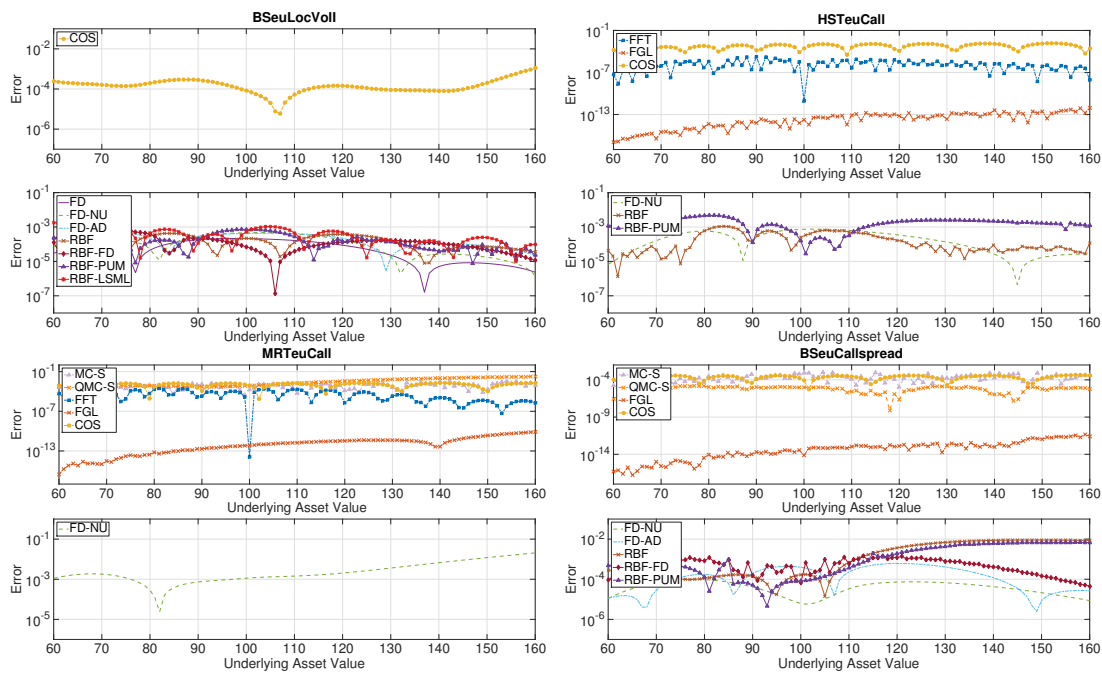 BSeuLocVolI
COS
10^-2
10^-4
10^-6
Error
60 70 80 90 100 110 120 130 140 150 160
Underlying Asset Value
HSTeuCall
FFT
FGL
COS
10^-1
10^-7
10^-13
Error
60 70 80 90 100 110 120 130 140 150 160
Underlying Asset Value
FD
FD-NU
FD-AD
RBF
RBF-FD
RBF-PUM
RBF-LSML
10^-1
10^-3
10^-5
10^-7
Error
60 70 80 90 100 110 120 130 140 150 160
Underlying Asset Value
FD-NU
RBF
RBF-PUM
10^-1
10^-3
10^-5
10^-7
Error
60 70 80 90 100 110 120 130 140 150 160
Underlying Asset Value
MRTeuCall
MC-S
QMC-S
FFT
FGL
COS
10^-1
10^-7
10^-13
Error
60 70 80 90 100 110 120 130 140 150 160
Underlying Asset Value
BSeuCallspread
MC-S
QMC-S
FGL
COS
10^-4
10^-9
10^-14
Error
60 70 80 90 100 110 120 130 140 150 160
Underlying Asset Value
FD-NU
10^-1
10^-3
10^-5
Error
60 70 80 90 100 110 120 130 140 150 160
Underlying Asset Value
FD-NU
FD-AD
RBF
RBF-FD
RBF-PUM
10^-2
10^-4
10^-6
Error
60 70 80 90 100 110 120 130 140 150 160
Underlying Asset Value